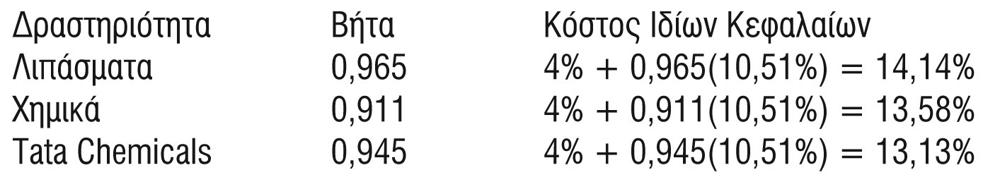 Δραστηριότητα Βήτα Κόστος Ιδίων Κεφαλαίων
Λιπάσματα 0,965 4% + 0,965(10,51%) = 14,14%
Χημικά 0,911 4% + 0,911(10,51%) = 13,58%
Tata Chemicals 0,945 4% + 0,945(10,51%) = 13,13%